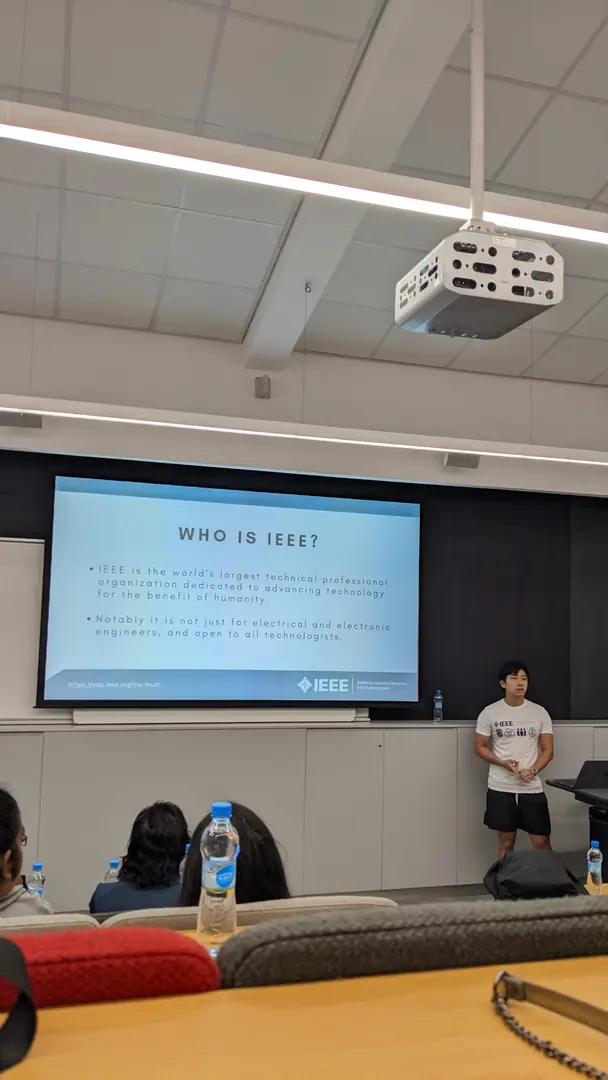 WHO IS IEEE?
• IEEE is the world's largest technical professional
organization dedicated to advancing technology
for the benefit of humanity.
• Notably it is not just for electrical and electronic
engineers, and open to all technologists.
IEEE
IEEE